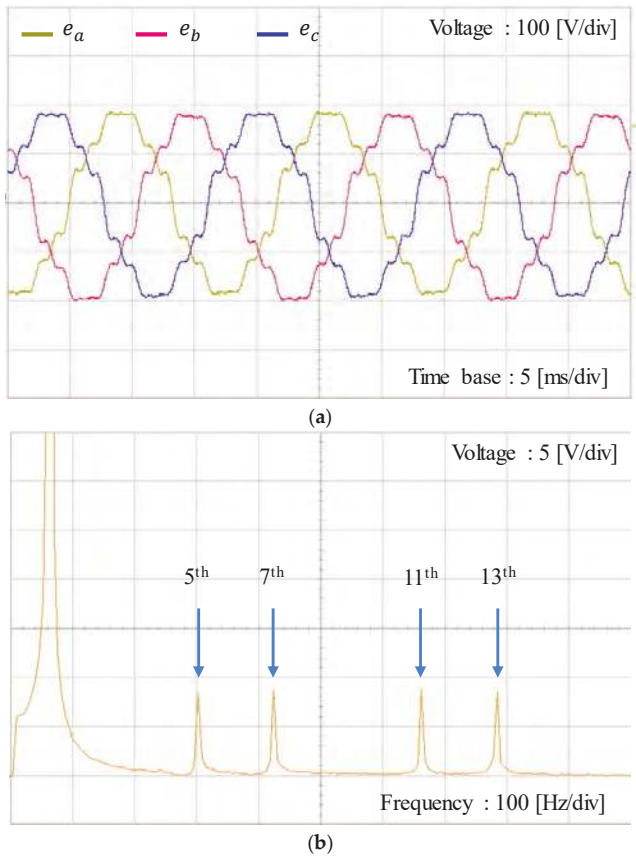 e_a e_b e_c Voltage : 100 [V/div]
Time base : 5 [ms/div]
(a)
Voltage : 5 [V/div]
5th 7th 11th 13th
Frequency : 100 [Hz/div]
(b)